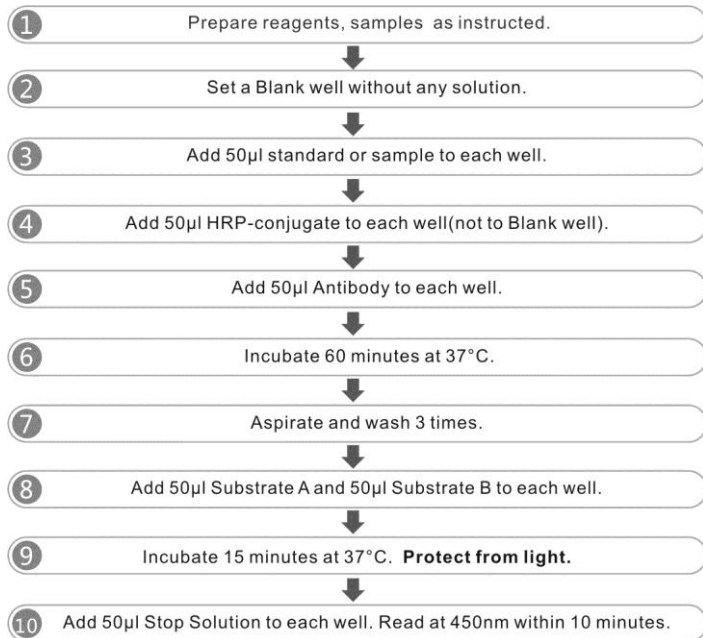 1 Prepare reagents, samples as instructed.
2 Set a Blank well without any solution.
3 Add 50μl standard or sample to each well.
4 Add 50μl HRP-conjugate to each well(not to Blank well).
5 Add 50μl Antibody to each well.
6 Incubate 60 minutes at 37°C.
7 Aspirate and wash 3 times.
8 Add 50μl Substrate A and 50μl Substrate B to each well.
9 Incubate 15 minutes at 37°C. Protect from light.
10 Add 50μl Stop Solution to each well. Read at 450nm within 10 minutes.